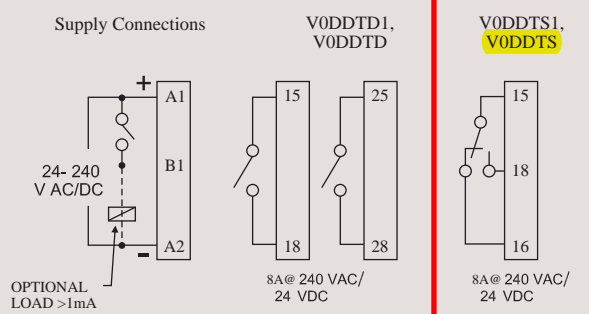 Supply Connections
V0DDTD1,
V0DDTD
V0DDTS1,
V0DDTS
+
A1
B1
A2
-
24- 240
V AC/DC
OPTIONAL
LOAD >1mA
15
18
25
28
8A@ 240 VAC/
24 VDC
15
18
16
8A@ 240 VAC/
24 VDC